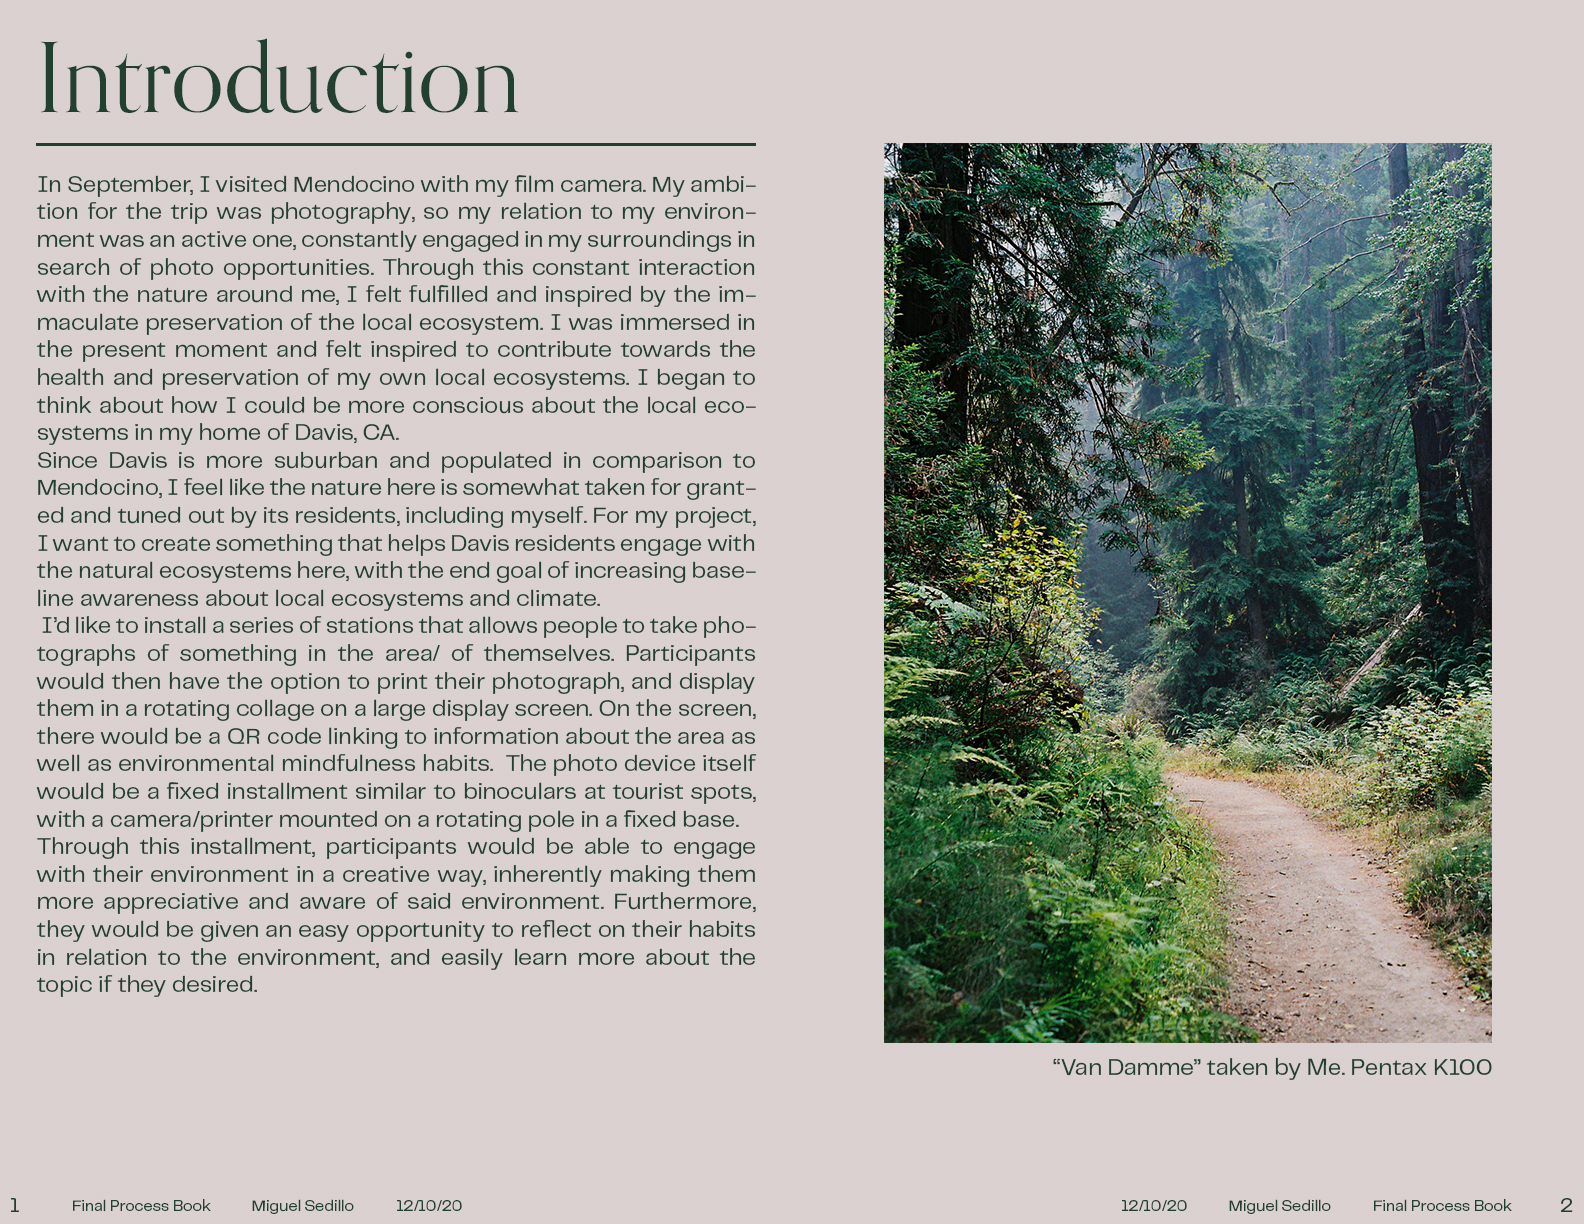 Introduction
In September, I visited Mendocino with my film camera. My ambi-
tion for the trip was photography, so my relation to my environ-
ment was an active one, constantly engaged in my surroundings in
search of photo opportunities. Through this constant interaction
with the nature around me, I felt fulfilled and inspired by the im-
maculate preservation of the local ecosystem. I was immersed in
the present moment and felt inspired to contribute towards the
health and preservation of my own local ecosystems. I began to
think about how I could be more conscious about the local eco-
systems in my home of Davis, CA.
Since Davis is more suburban and populated in comparison to
Mendocino, I feel like the nature here is somewhat taken for grant-
ed and tuned out by its residents, including myself. For my project,
I want to create something that helps Davis residents engage with
the natural ecosystems here, with the end goal of increasing base-
line awareness about local ecosystems and climate.
I'd like to install a series of stations that allows people to take pho-
tographs of something in the area/ of themselves. Participants
would then have the option to print their photograph, and display
them in a rotating collage on a large display screen. On the screen,
there would be a QR code linking to information about the area as
well as environmental mindfulness habits.  The photo device itself
would be a fixed installment similar to binoculars at tourist spots,
with a camera/printer mounted on a rotating pole in a fixed base.
Through this installment, participants would be able to engage
with their environment in a creative way, inherently making them
more appreciative and aware of said environment. Furthermore,
they would be given an easy opportunity to reflect on their habits
in relation to the environment, and easily learn more about the
topic if they desired.
“Van Damme” taken by Me. Pentax K100
1 Final Process Book Miguel Sedillo 12/10/20
12/10/20 Miguel Sedillo Final Process Book 2